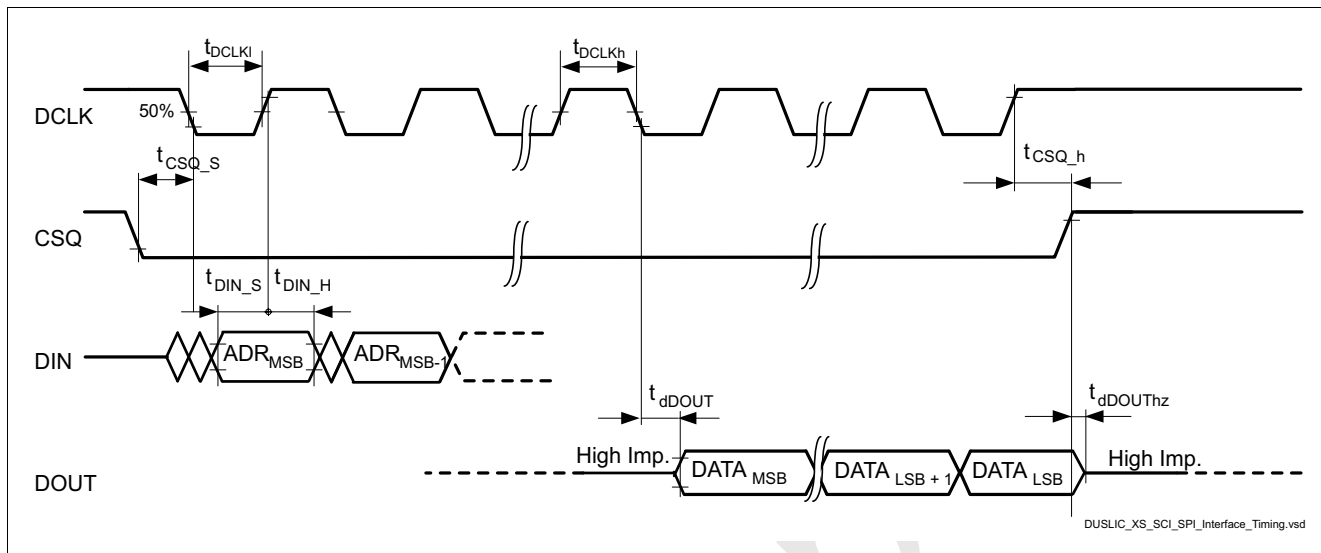 tDCLKl
tDCLKh
DCLK
50%
tCSQ_S
tCSQ_h
CSQ
tDIN_S
tDIN_H
DIN
ADRMSB
ADRMSB-1
tdDOUT
tdDOUThz
High Imp.
High Imp.
DOUT
DATA MSB
DATA LSB + 1
DATA LSB
DUSLIC_XS_SCI_SPI_Interface_Timing.vsd